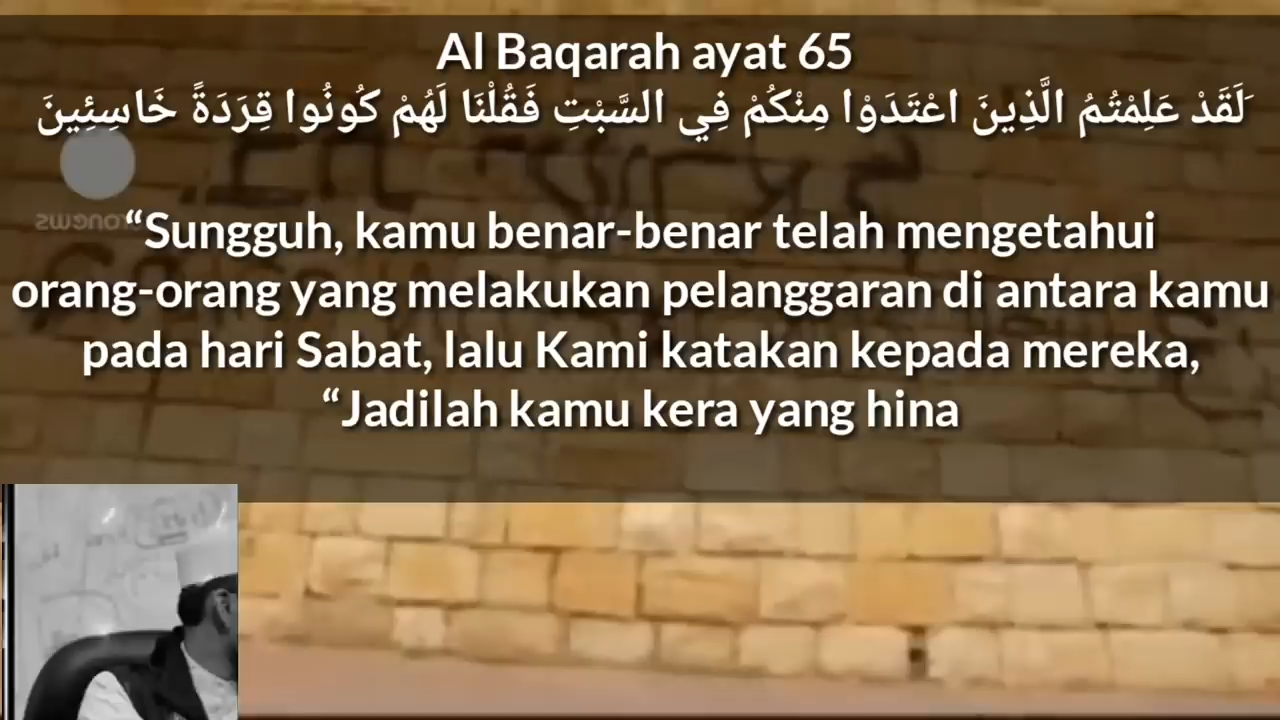 Al Baqarah ayat 65
َلَقَدْ عَلِمْتُمُ الَّذِينَ اعْتَدَوْا مِنْكُمْ فِي السَّبْتِ فَقُلْنَا لَهُمْ كُونُوا قِرَدَةً خَاسِئِينَ
“Sungguh, kamu benar-benar telah mengetahui
orang-orang yang melakukan pelanggaran di antara kamu
pada hari Sabat, lalu Kami katakan kepada mereka,
“Jadilah kamu kera yang hina